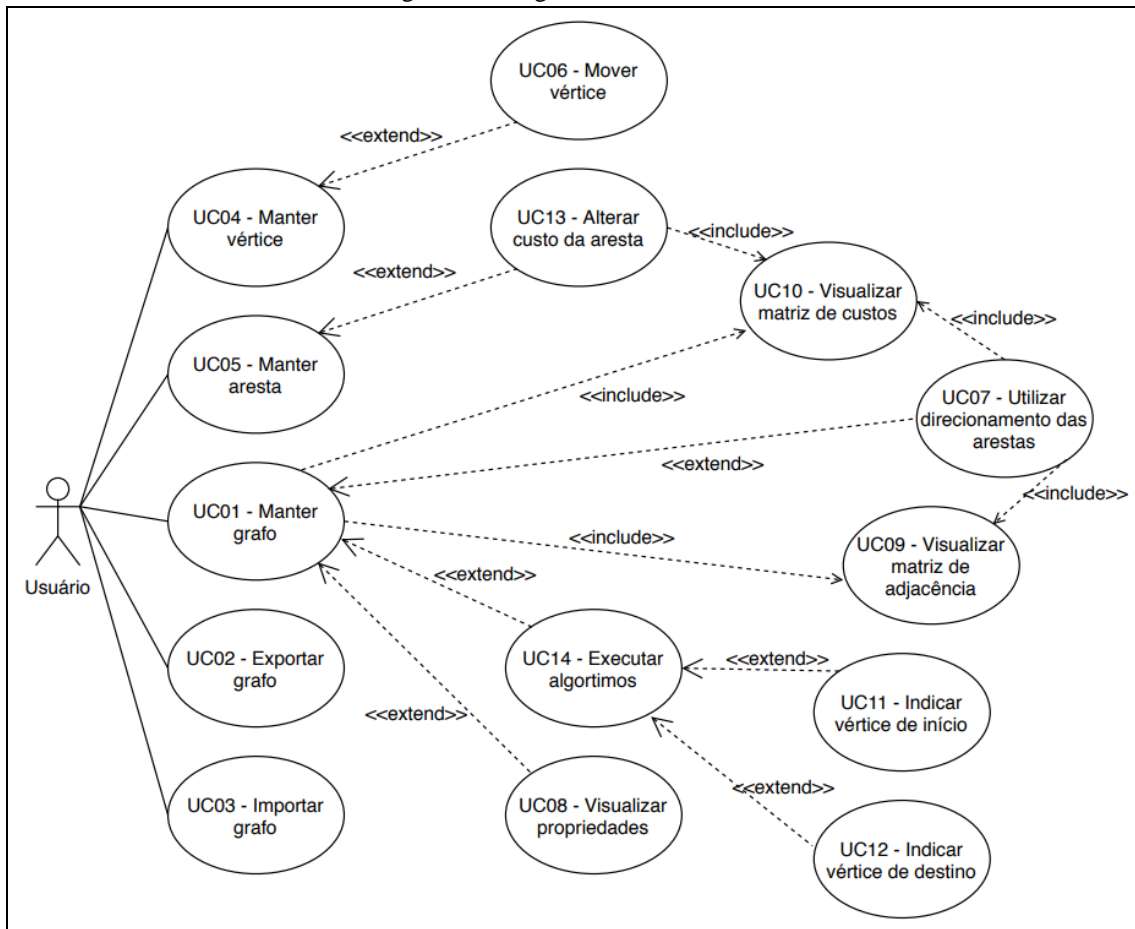 UC06 - Mover
vértice
<<extend>>
UC04 - Manter
vértice
UC13 - Alterar
custo da aresta
<<include>>
<<extend>>
UC10 - Visualizar
matriz de custos
<<include>>
UC05 - Manter
aresta
<<include>>
UC07 - Utilizar
direcionamento das
arestas
<<extend>>
UC01 - Manter
grafo
<<include>>
<<include>>
UC09 - Visualizar
matriz de
adjacência
<<extend>>
Usuário
UC02 - Exportar
grafo
UC14 - Executar
algortimos
<<extend>>
UC11 - Indicar
vértice de início
<<extend>>
<<extend>>
UC03 - Importar
grafo
UC08 - Visualizar
propriedades
UC12 - Indicar
vértice de destino